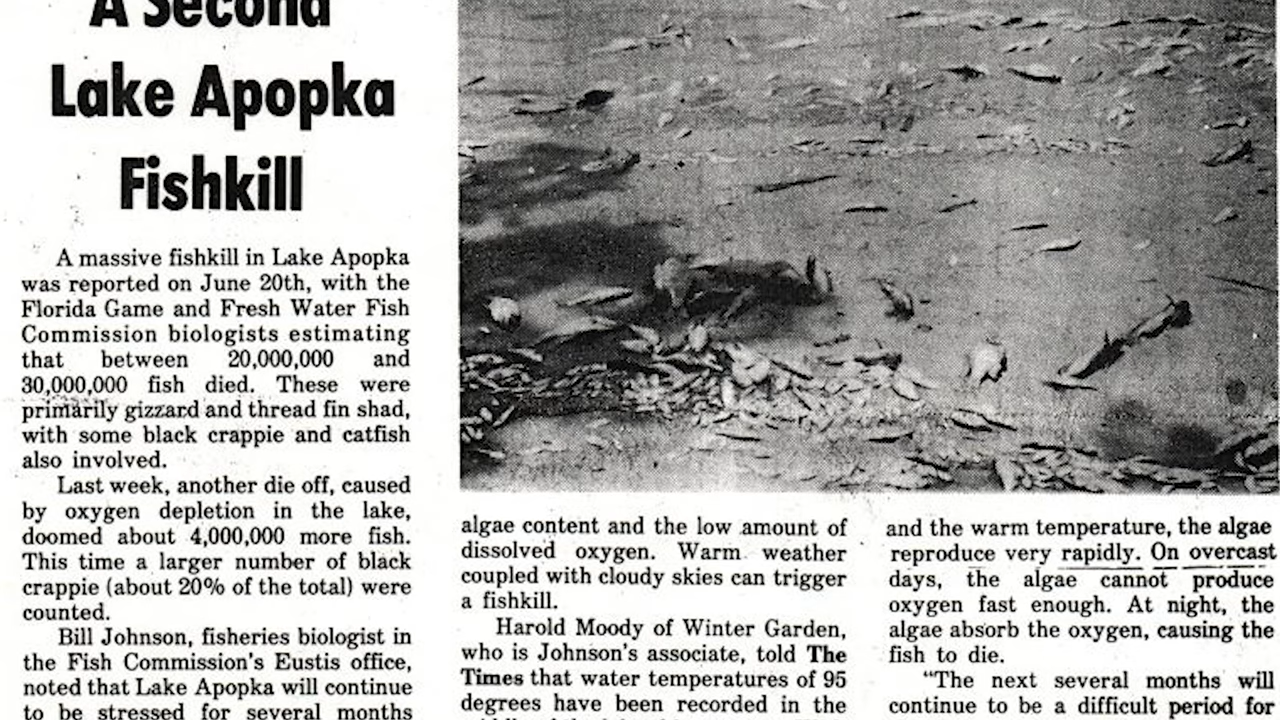 A Second
Lake Apopka
Fishkill
A massive fishkill in Lake Apopka
was reported on June 20th, with the
Florida Game and Fresh Water Fish
Commission biologists estimating
that between 20,000,000 and
30,000,000 fish died. These were
primarily gizzard and thread fin shad,
with some black crappie and catfish
also involved.
Last week, another die off, caused
by oxygen depletion in the lake,
doomed about 4,000,000 more fish.
This time a larger number of black
crappie (about 20% of the total) were
counted.
Bill Johnson, fisheries biologist in
the Fish Commission's Eustis office,
noted that Lake Apopka will continue
to be stressed for several months
algae content and the low amount of
dissolved oxygen. Warm weather
coupled with cloudy skies can trigger
a fishkill.
Harold Moody of Winter Garden,
who is Johnson's associate, told The
Times that water temperatures of 95
degrees have been recorded in the
and the warm temperature, the algae
reproduce very rapidly. On overcast
days, the algae cannot produce
oxygen fast enough. At night, the
algae absorb the oxygen, causing the
fish to die.
"The next several months will
continue to be a difficult period for